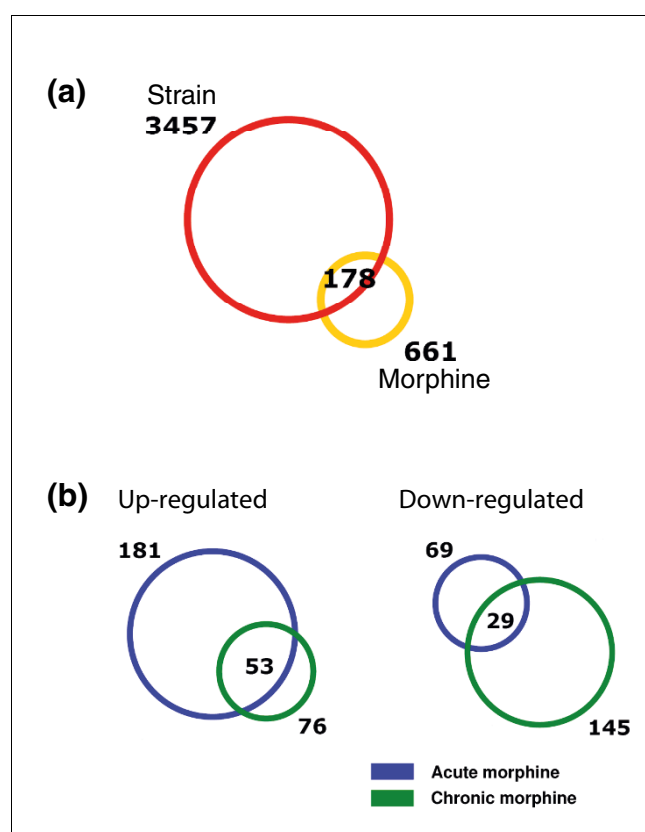 (a)
Strain
3457
178
661
Morphine
(b)
Up-regulated
Down-regulated
181
53
76
69
29
145
Acute morphine
Chronic morphine